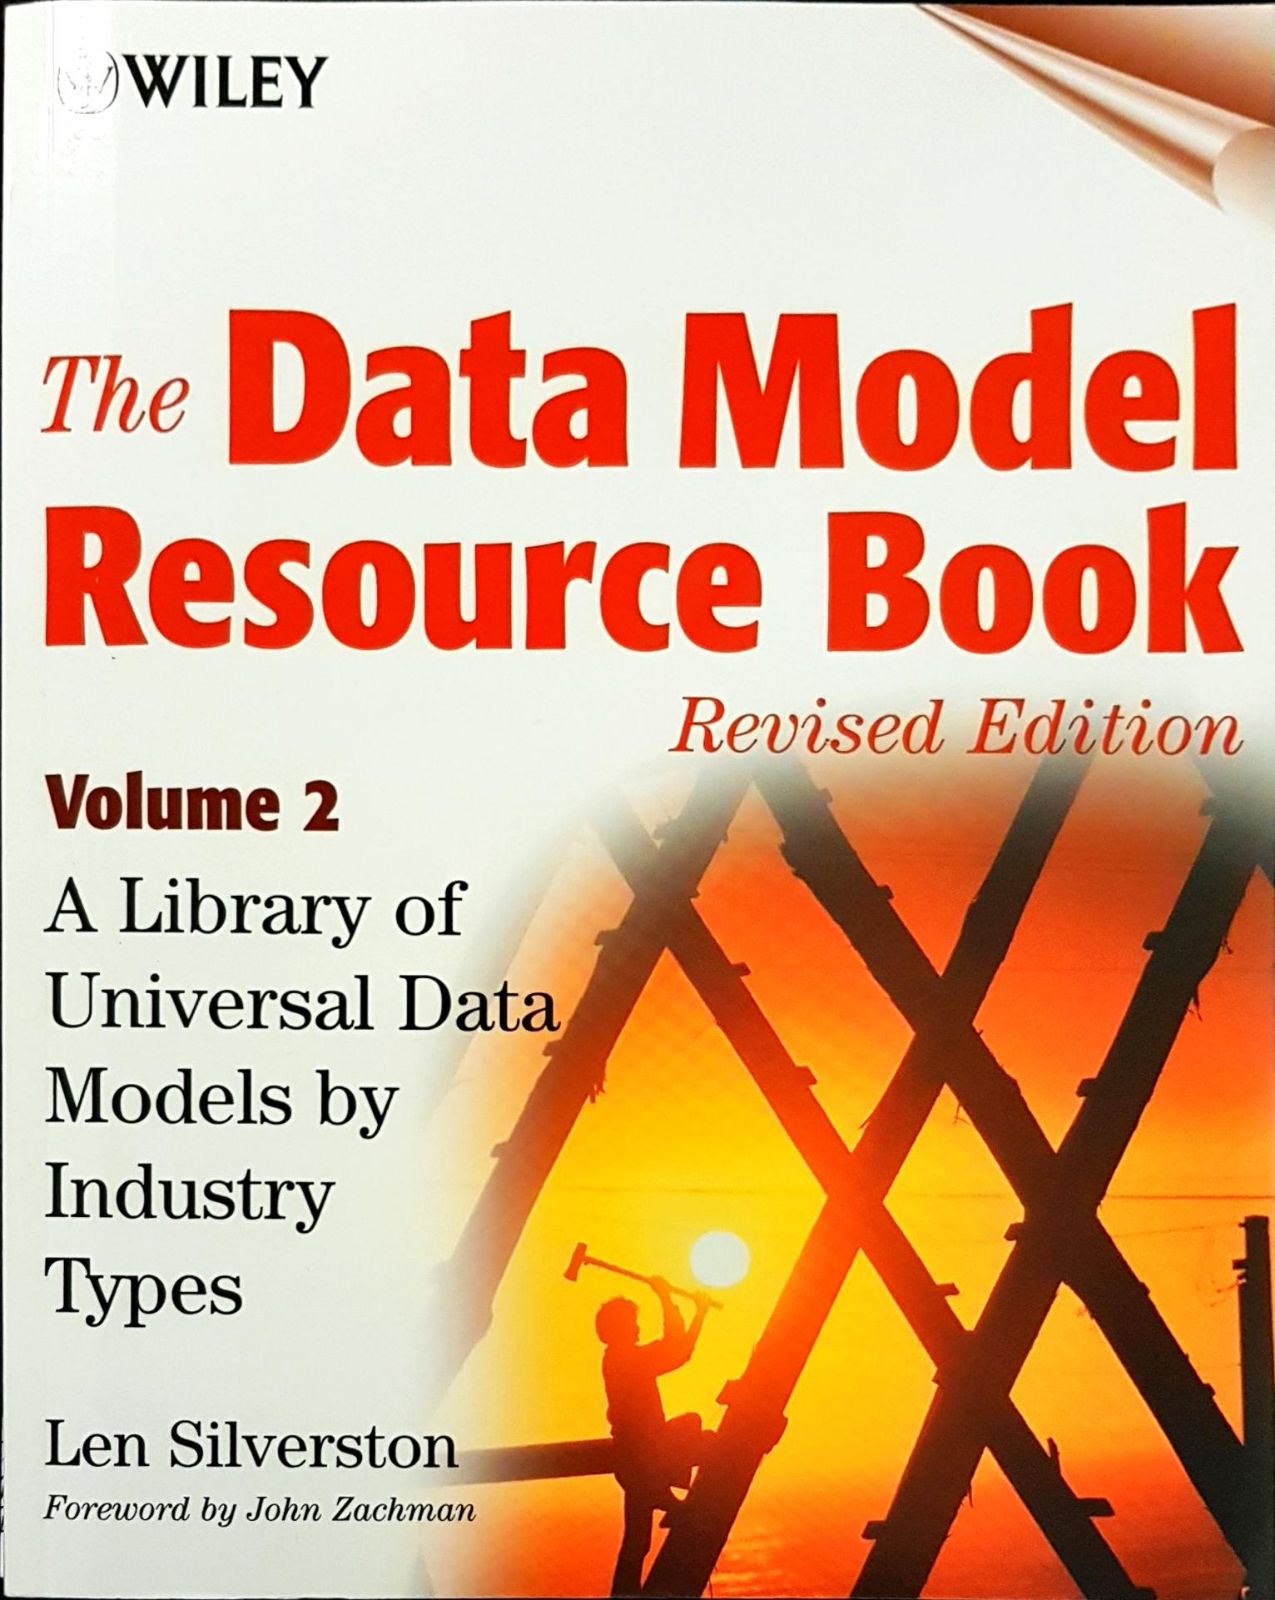 WILEY
The Data Model
Resource Book
Revised Edition
Volume 2
A Library of
Universal Data
Models by
Industry
Types
Len Silverston
Foreword by John Zachman